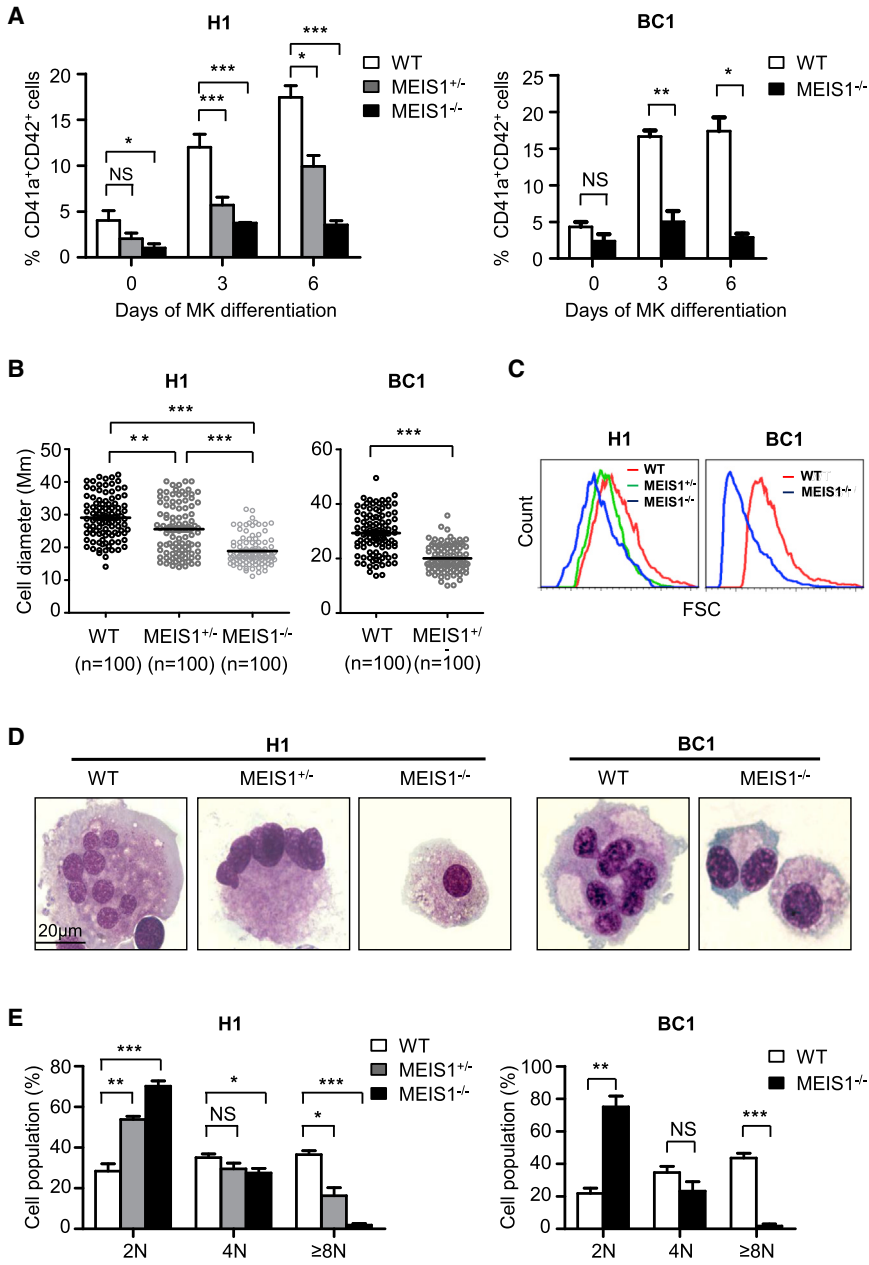 A
H1
BC1
WT
MEIS1+/-
MEIS1-/-
WT
MEIS1-/-
% CD41a+CD42+ cells
20
15
10
5
0
NS
*
***
***
*
***
0 3 6
Days of MK differentiation
% CD41a+CD42+ cells
25
20
15
10
5
0
NS
**
*
0 3 6
Days of MK differentiation
B
H1
BC1
***
** ***
***
Cell diameter (Mm)
50
40
30
20
10
0
60
40
20
0
WT MEIS1+/- MEIS1-/-
(n=100) (n=100) (n=100)
WT MEIS1+/
-
(n=100) (n=100)
C
H1
BC1
WT
MEIS1+/-
MEIS1-/-
WT
MEIS1-/-
Count
FSC
D
H1
BC1
WT MEIS1+/- MEIS1-/- WT MEIS1-/-
20μm
E
H1
BC1
WT
MEIS1+/-
MEIS1-/-
WT
MEIS1-/-
Cell population (%)
80
60
40
20
0
***
**
*
NS
***
*
2N 4N ≥8N
Cell population (%)
100
80
60
40
20
0
**
NS
***
2N 4N ≥8N